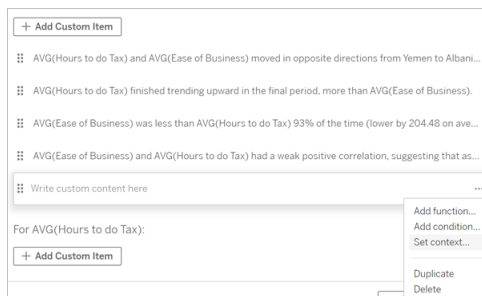 + Add Custom Item
AVG(Hours to do Tax) and AVG(Ease of Business) moved in opposite directions from Yemen to Albani...
AVG(Hours to do Tax) finished trending upward in the final period, more than AVG(Ease of Business).
AVG(Ease of Business) was less than AVG(Hours to do Tax) 93% of the time (lower by 204.48 on ave...
AVG(Ease of Business) and AVG(Hours to do Tax) had a weak positive correlation, suggesting that as...
Write custom content here
...
Add function...
Add condition...
Set context...
Duplicate
Delete
For AVG(Hours to do Tax):
+ Add Custom Item